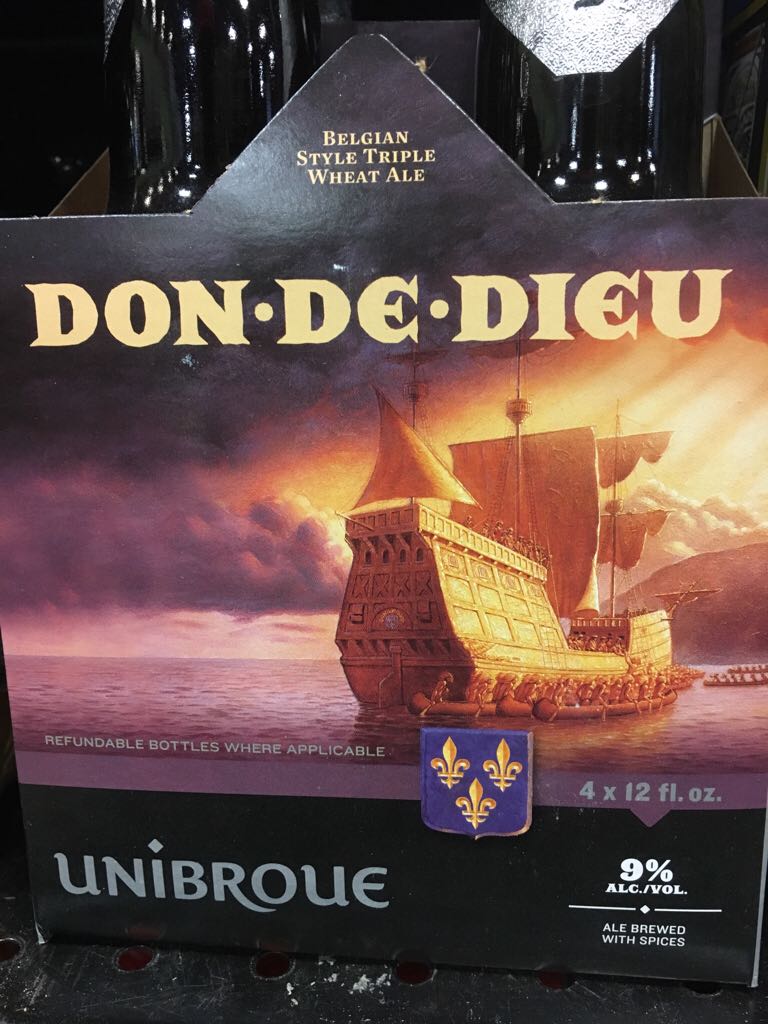 BELGIAN
STYLE TRIPLE
WHEAT ALE
DON·DE·DIEU
REFUNDABLE BOTTLES WHERE APPLICABLE
4 x 12 fl. oz.
UNIBROUE
9%
ALC./VOL.
ALE BREWED
WITH SPICES